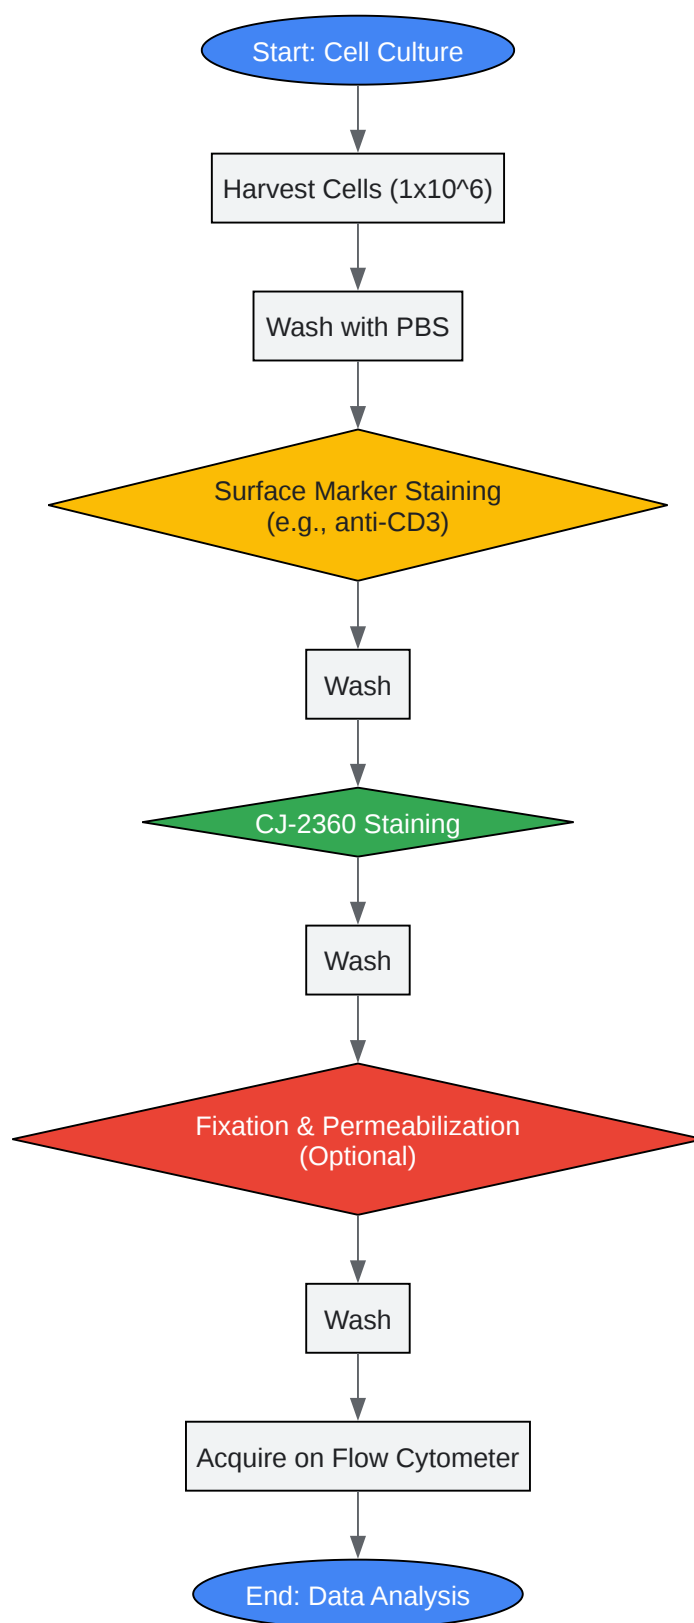 Start: Cell Culture
Harvest Cells (1x10^6)
Wash with PBS
Surface Marker Staining
(e.g., anti-CD3)
Wash
CJ-2360 Staining
Wash
Fixation & Permeabilization
(Optional)
Wash
Acquire on Flow Cytometer
End: Data Analysis